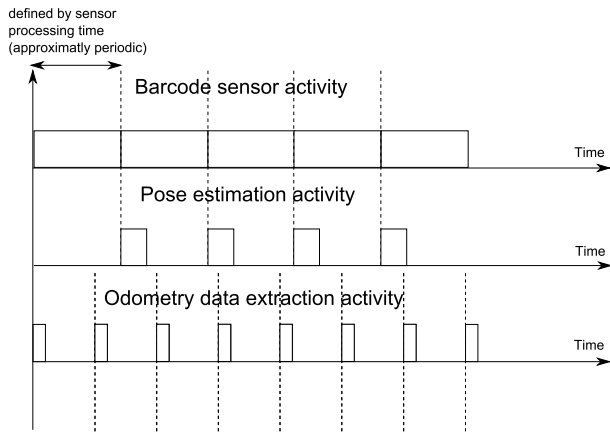 defined by sensor
processing time
(approximatly periodic)
Barcode sensor activity
Time
Pose estimation activity
Time
Odometry data extraction activity
Time